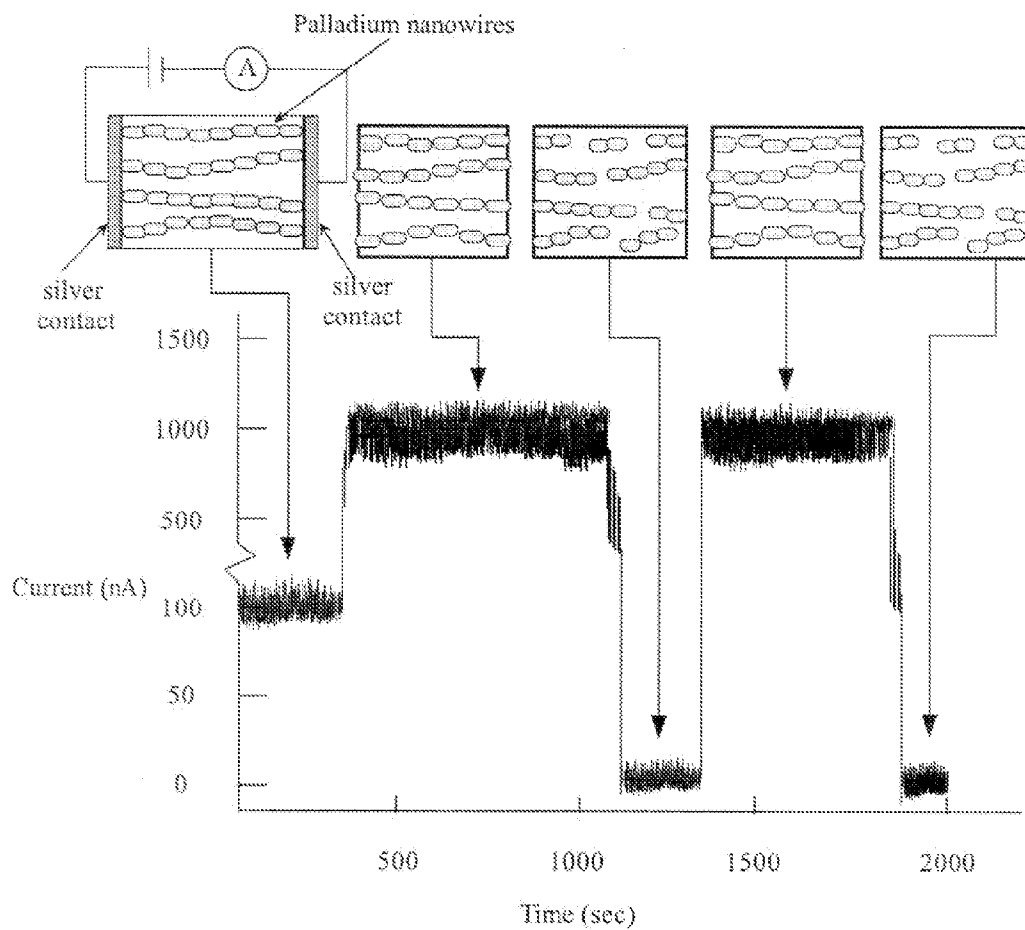 Palladium nanowires
A
silver
contact
silver
contact
1500
1000
500
Current (nA)
100
50
0
500
1000
1500
2000
Time (sec)